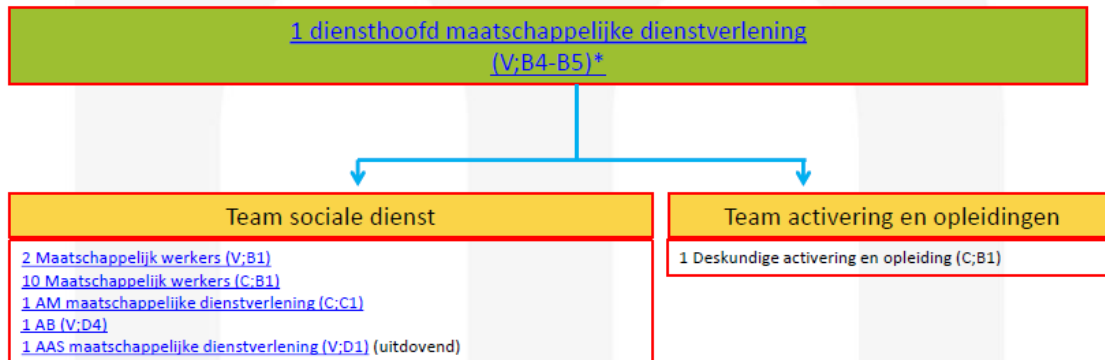 1 diensthoofd maatschappelijke dienstverlening
(V;B4-B5)*
Team sociale dienst
2 Maatschappelijk werkers (V;B1)
10 Maatschappelijk werkers (C;B1)
1 AM maatschappelijke dienstverlening (C;C1)
1 AB (V;D4)
1 AAS maatschappelijke dienstverlening (V;D1) (uitdovend)
Team activering en opleidingen
1 Deskundige activering en opleiding (C;B1)